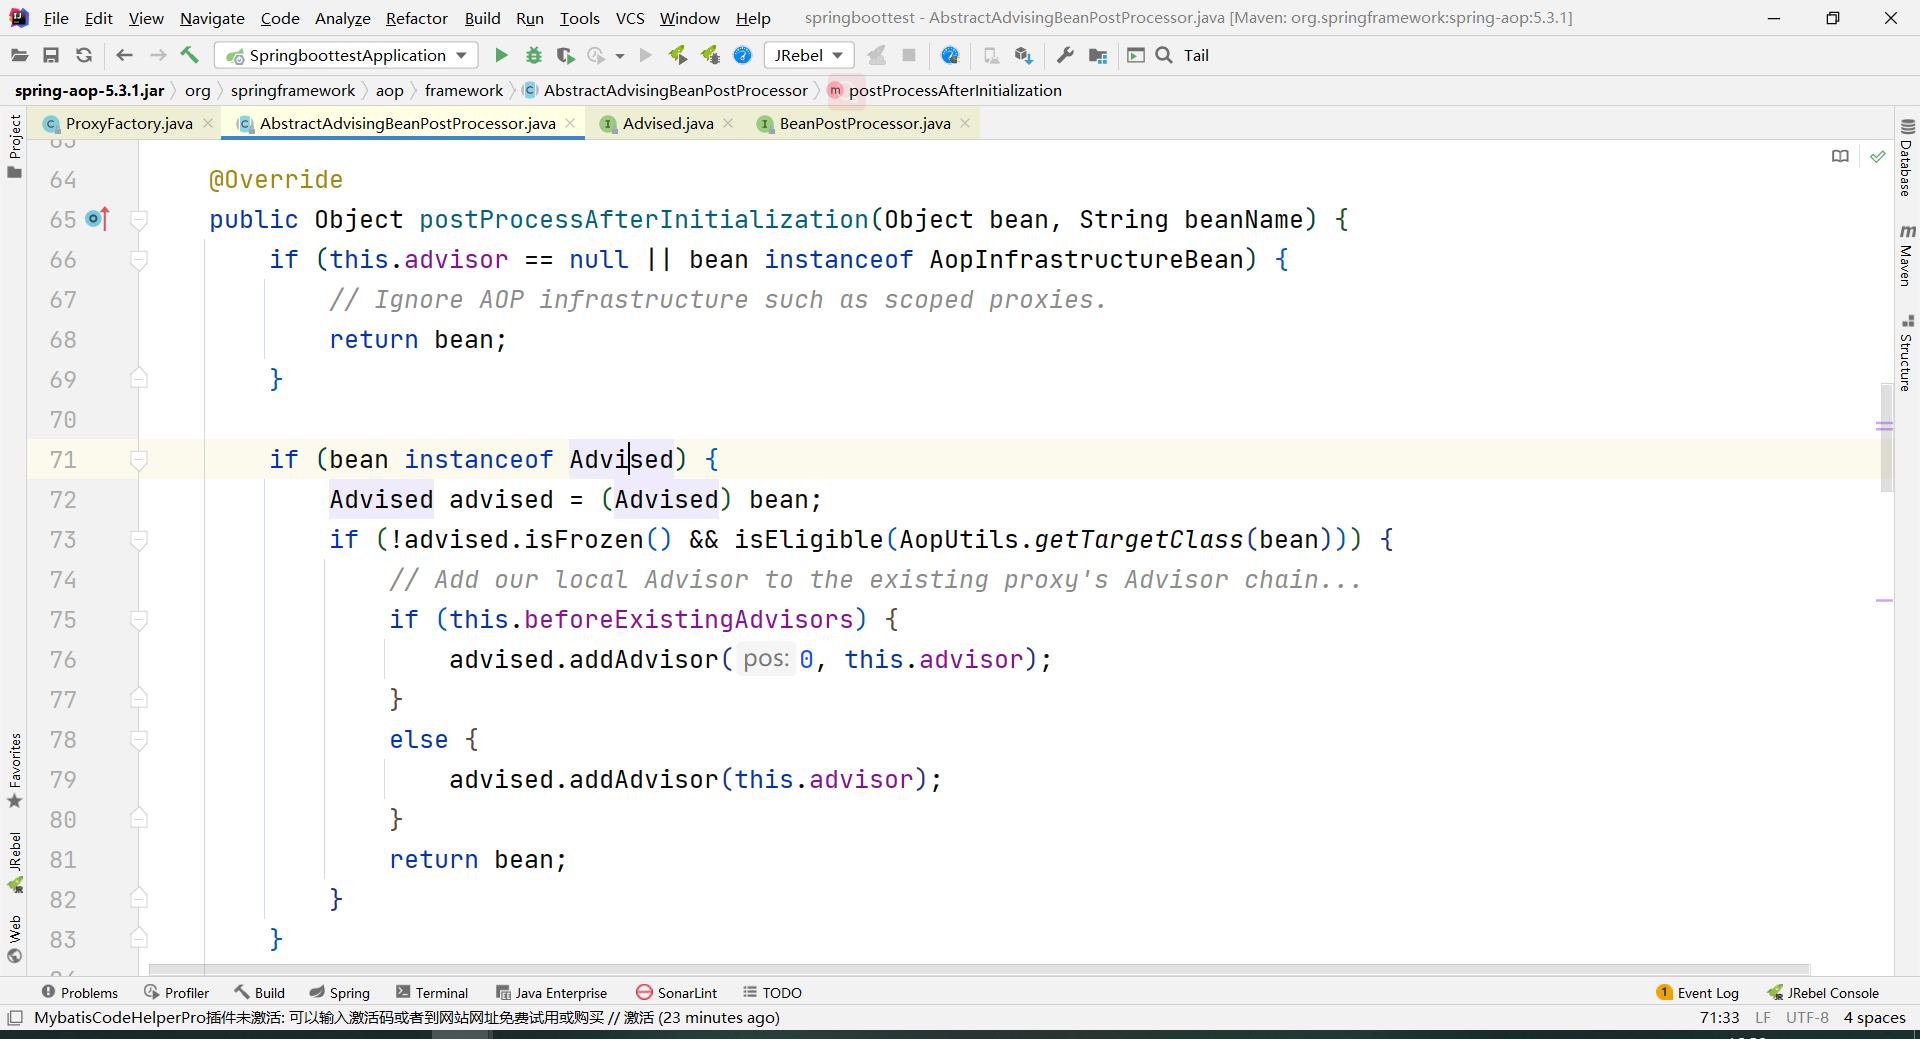 File Edit View Navigate Code Analyze Refactor Build Run Tools VCS Window Help springboottest - AbstractAdvisingBeanPostProcessor.java [Maven: org.springframework:spring-aop:5.3.1]
SpringboottestApplication JRebel Tail
spring-aop-5.3.1.jar org springframework aop framework AbstractAdvisingBeanPostProcessor postProcessAfterInitialization
ProxyFactory.java AbstractAdvisingBeanPostProcessor.java Advised.java BeanPostProcessor.java
Project
Favorites
JRebel
Web
Database
Maven
Structure
64 @Override
65 public Object postProcessAfterInitialization(Object bean, String beanName) {
66 if (this.advisor == null || bean instanceof AopInfrastructureBean) {
67 // Ignore AOP infrastructure such as scoped proxies.
68 return bean;
69 }
70
71 if (bean instanceof Advised) {
72 Advised advised = (Advised) bean;
73 if (!advised.isFrozen() && isEligible(AopUtils.getTargetClass(bean))) {
74 // Add our local Advisor to the existing proxy's Advisor chain...
75 if (this.beforeExistingAdvisors) {
76 advised.addAdvisor( pos: 0, this.advisor);
77 }
78 else {
79 advised.addAdvisor(this.advisor);
80 }
81 return bean;
82 }
83 }
Problems Profiler Build Spring Terminal Java Enterprise SonarLint TODO 1 Event Log JRebel Console
MybatisCodeHelperPro插件未激活: 可以输入激活码或者到网站网址免费试用或购买 // 激活 (23 minutes ago) 71:33 LF UTF-8 4 spaces